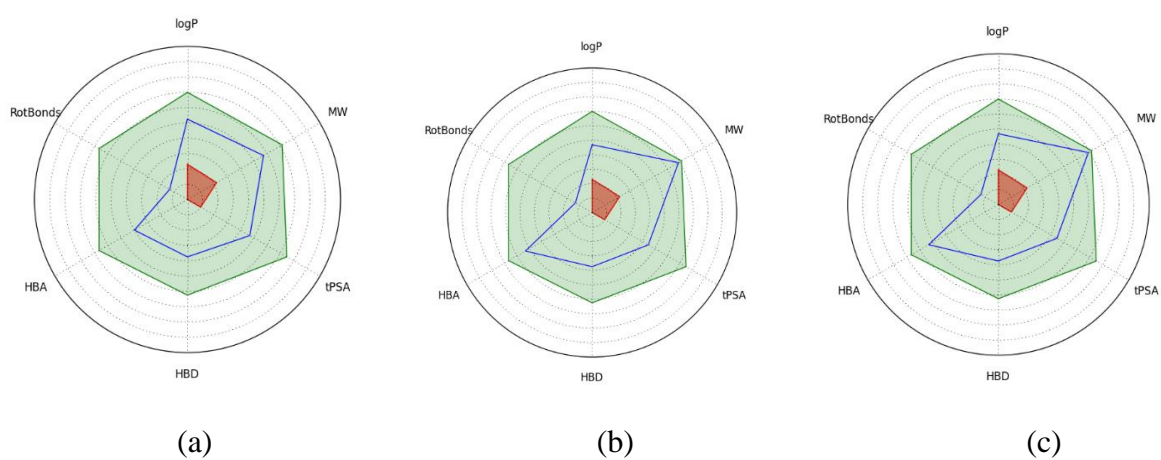 logP
RotBonds
MW
HBA
tPSA
HBD
(a)
logP
RotBonds
MW
HBA
tPSA
HBD
(b)
logP
RotBonds
MW
HBA
tPSA
HBD
(c)